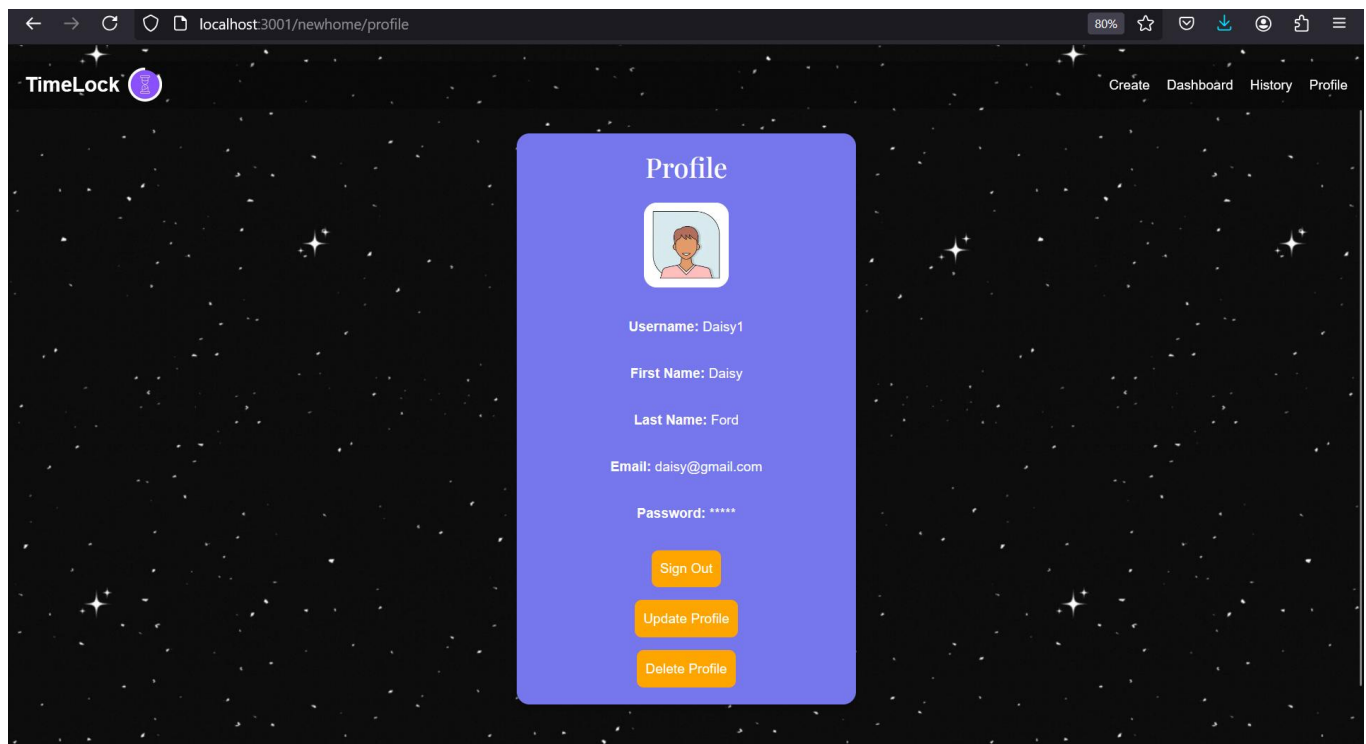 localhost:3001/newhome/profile
80%
TimeLock
Create Dashboard History Profile
Profile
Username: Daisy1
First Name: Daisy
Last Name: Ford
Email: daisy@gmail.com
Password: *****
Sign Out
Update Profile
Delete Profile